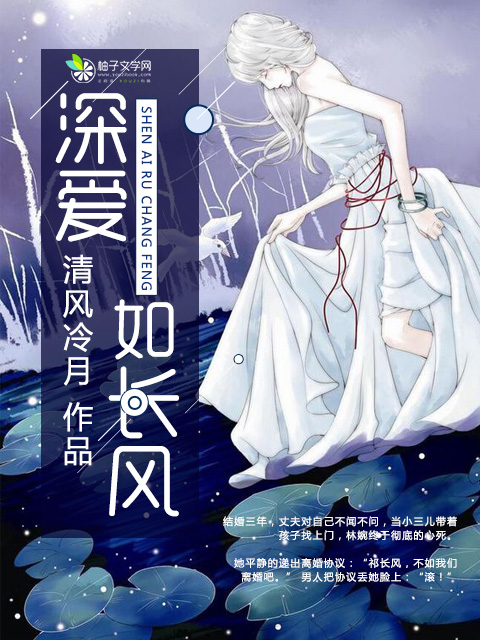 柚子文学网
深爱
SHEN AI RU CHANG FENG
如长风
清风冷月 作品
结婚三年，丈夫对自己不闻不问，当小三儿带着
孩子找上门，林婉终于彻底的心死。
她平静的递出离婚协议：“祁长风，不如我们
离婚吧。” 男人把协议丢她脸上：“滚！”